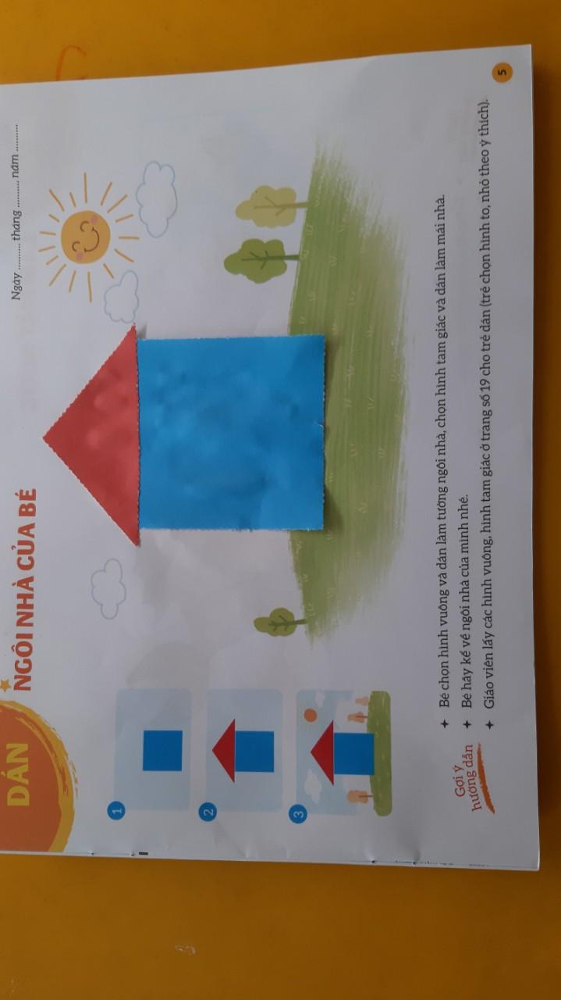 DÁN
NGÔI NHÀ CỦA BÉ
Ngày .......... tháng .......... năm ..........
1
2
3
Gợi ý
hướng dẫn
Bé chọn hình vuông và dán làm tường ngôi nhà, chọn hình tam giác và dán làm mái nhà.
Bé hãy kể về ngôi nhà của mình nhé.
Giáo viên lấy các hình vuông, hình tam giác ở trang số 19 cho trẻ dán (trẻ chọn hình to, nhỏ theo ý thích).
5